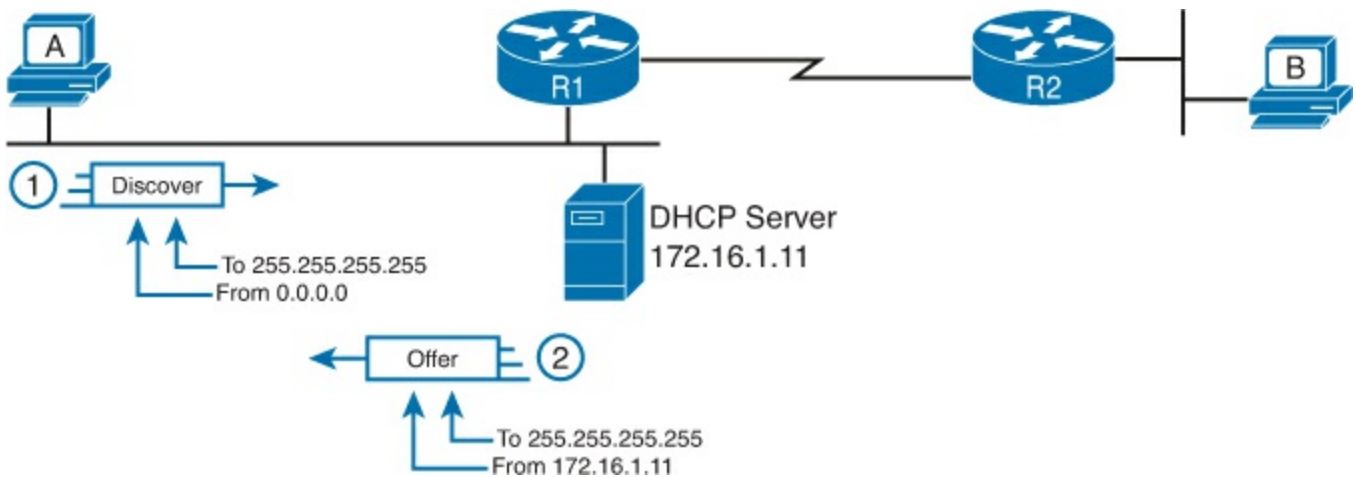 A
R1
R2
B
1
Discover
DHCP Server
172.16.1.11
To 255.255.255.255
From 0.0.0.0
Offer
2
To 255.255.255.255
From 172.16.1.11